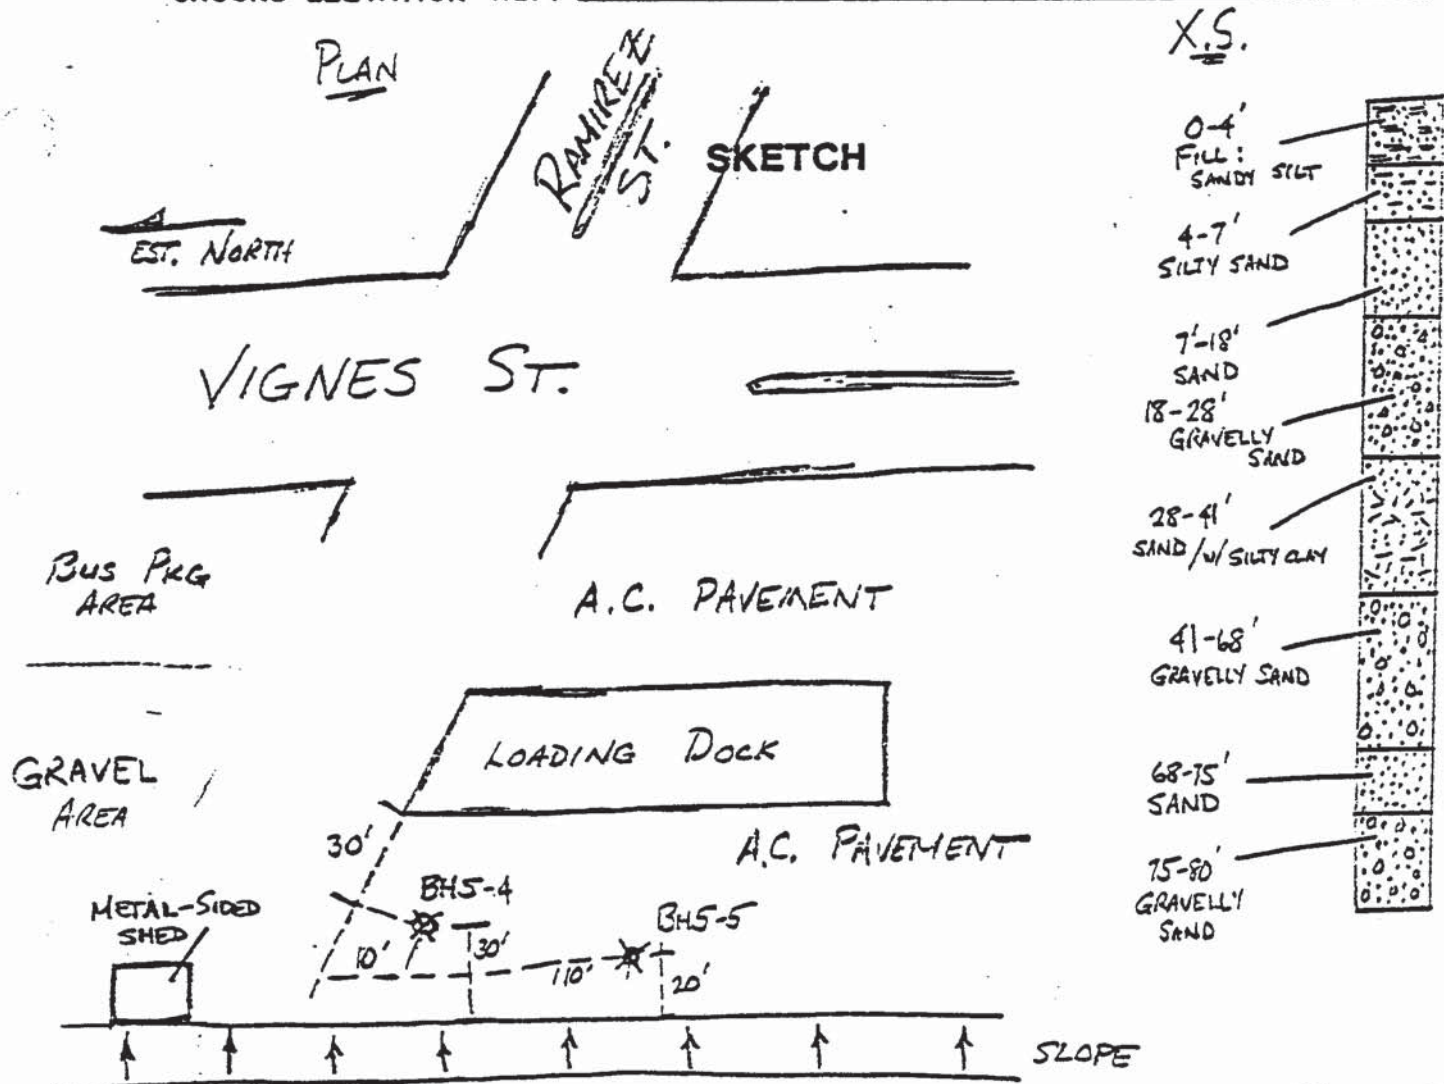 PLAN
RAMIREZ
ST.
SKETCH
EST. NORTH
VIGNES ST.
BUS PKG
AREA
A.C. PAVEMENT
GRAVEL
AREA
LOADING DOCK
A.C. PAVEMENT
30'
BH5-4
BH5-5
METAL-SIDED
SHED
10'
30'
110'
20'
SLOPE
X.S.
0-4'
FILL:
SANDY SILT
4-7'
SILTY SAND
7'-18'
SAND
18-28'
GRAVELLY
SAND
28-41'
SAND /w/ SILTY CLAY
41-68'
GRAVELLY SAND
68-75'
SAND
75-80'
GRAVELLY
SAND